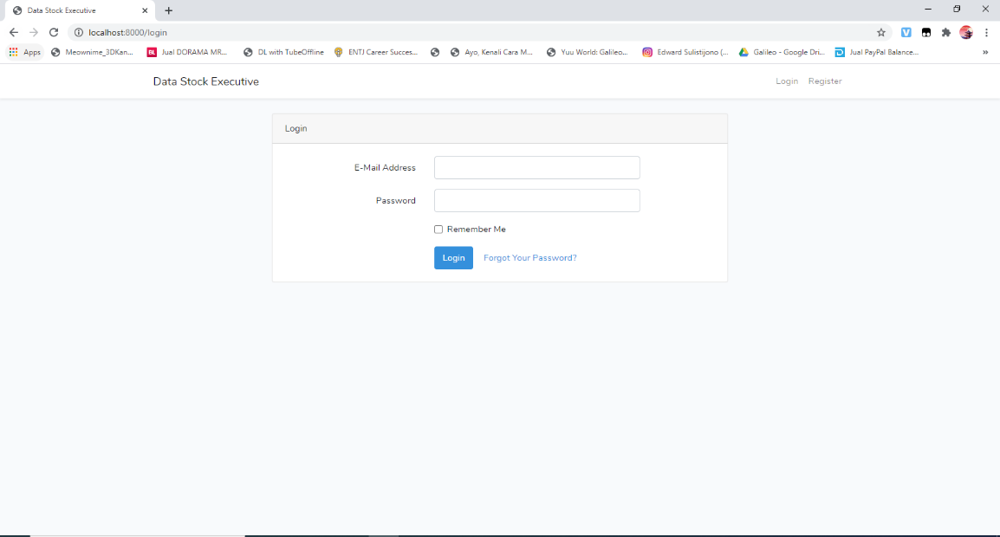 Data Stock Executive
localhost:8000/login
Apps Meownime_3DKan... BL Jual DORAMA MR... DL with TubeOffline ENTJ Career Succes... Ayo, Kenali Cara M... Yuu World: Galileo... Edward Sulistijono (... Galileo - Google Dri... Jual PayPal Balance... »
Data Stock Executive Login Register
Login
E-Mail Address
Password
Remember Me
Login Forgot Your Password?